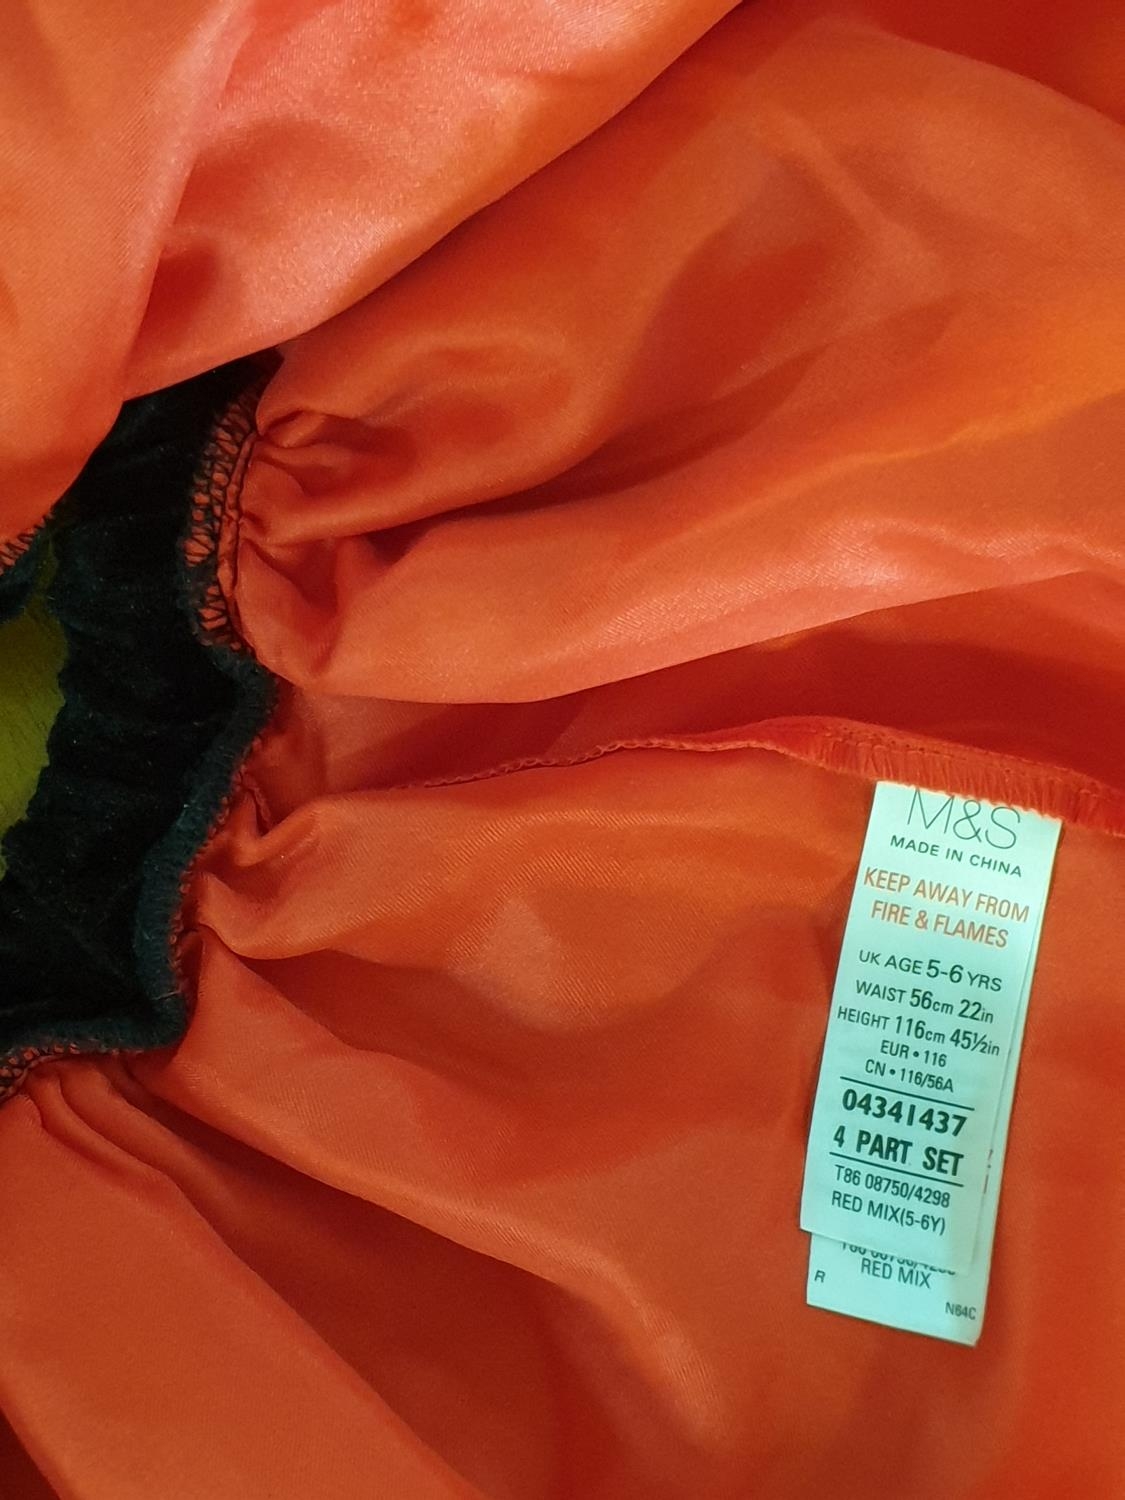 M&S
MADE IN CHINA
KEEP AWAY FROM
FIRE & FLAMES
UK AGE 5-6 YRS
WAIST 56cm 22in
HEIGHT 116cm 45½in
EUR • 116
CN • 116/56A
04341437
4 PART SET
T86 08750/4298
RED MIX(5-6Y)
RED MIX
R
N64C